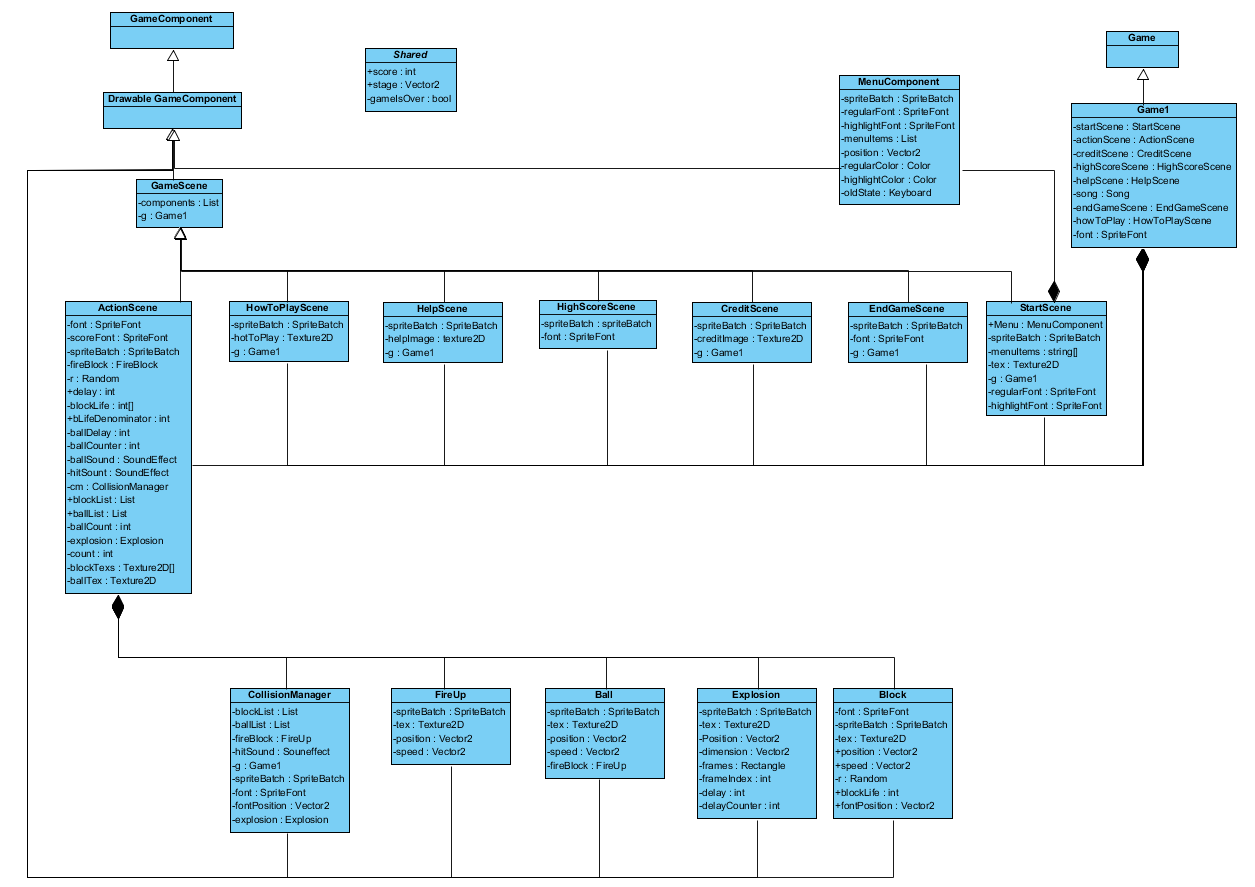 GameComponent
Drawable GameComponent
Shared
+score : int
+stage : Vector2
-gameIsOver : bool
MenuComponent
-spriteBatch : SpriteBatch
-regularFont : SpriteFont
-highlightFont : SpriteFont
-menuItems : List
-position : Vector2
-regularColor : Color
-highlightColor : Color
-oldState : Keyboard
Game
Game1
-startScene : StartScene
-actionScene : ActionScene
-creditScene : CreditScene
-highScoreScene : HighScoreScene
-helpScene : HelpScene
-song : Song
-endGameScene : EndGameScene
-howToPlay : HowToPlayScene
-font : SpriteFont
GameScene
-components : List
-g : Game1
ActionScene
-font : SpriteFont
-scoreFont : SpriteFont
-spriteBatch : SpriteBatch
-fireBlock : FireBlock
-r : Random
+delay : int
-blockLife : int[]
+bLifeDenominator : int
-ballDelay : int
-ballCounter : int
-ballSound : SoundEffect
-hitSount : SoundEffect
-cm : CollisionManager
+blockList : List
+ballList : List
-ballCount : int
-explosion : Explosion
-count : int
-blockTexs : Texture2D[]
-ballTex : Texture2D
HowToPlayScene
-spriteBatch : SpriteBatch
-hotToPlay : Texture2D
-g : Game1
HelpScene
-spriteBatch : SpriteBatch
-helpImage : texture2D
-g : Game1
HighScoreScene
-spriteBatch : spriteBatch
-font : SpriteFont
CreditScene
-spriteBatch : SpriteBatch
-creditImage : Texture2D
-g : Game1
EndGameScene
-spriteBatch : SpriteBatch
-font : SpriteFont
-g : Game1
StartScene
+Menu : MenuComponent
-spriteBatch : SpriteBatch
-menuItems : string[]
-tex : Texture2D
-g : Game1
-regularFont : SpriteFont
-highlightFont : SpriteFont
CollisionManager
-blockList : List
-ballList : List
-fireBlock : FireUp
-hitSound : Souneffect
-g : Game1
-spriteBatch : SpriteBatch
-font : SpriteFont
-fontPosition : Vector2
-explosion : Explosion
FireUp
-spriteBatch : SpriteBatch
-tex : Texture2D
-position : Vector2
-speed : Vector2
Ball
-spriteBatch : SpriteBatch
-tex : Texture2D
-position : Vector2
-speed : Vector2
-fireBlock : FireUp
Explosion
-spriteBatch : SpriteBatch
-tex : Texture2D
-Position : Vector2
-dimension : Vector2
-frames : Rectangle
-frameIndex : int
-delay : int
-delayCounter : int
Block
-font : SpriteFont
-spriteBatch : SpriteBatch
-tex : Texture2D
+position : Vector2
+speed : Vector2
-r : Random
+blockLife : int
+fontPosition : Vector2